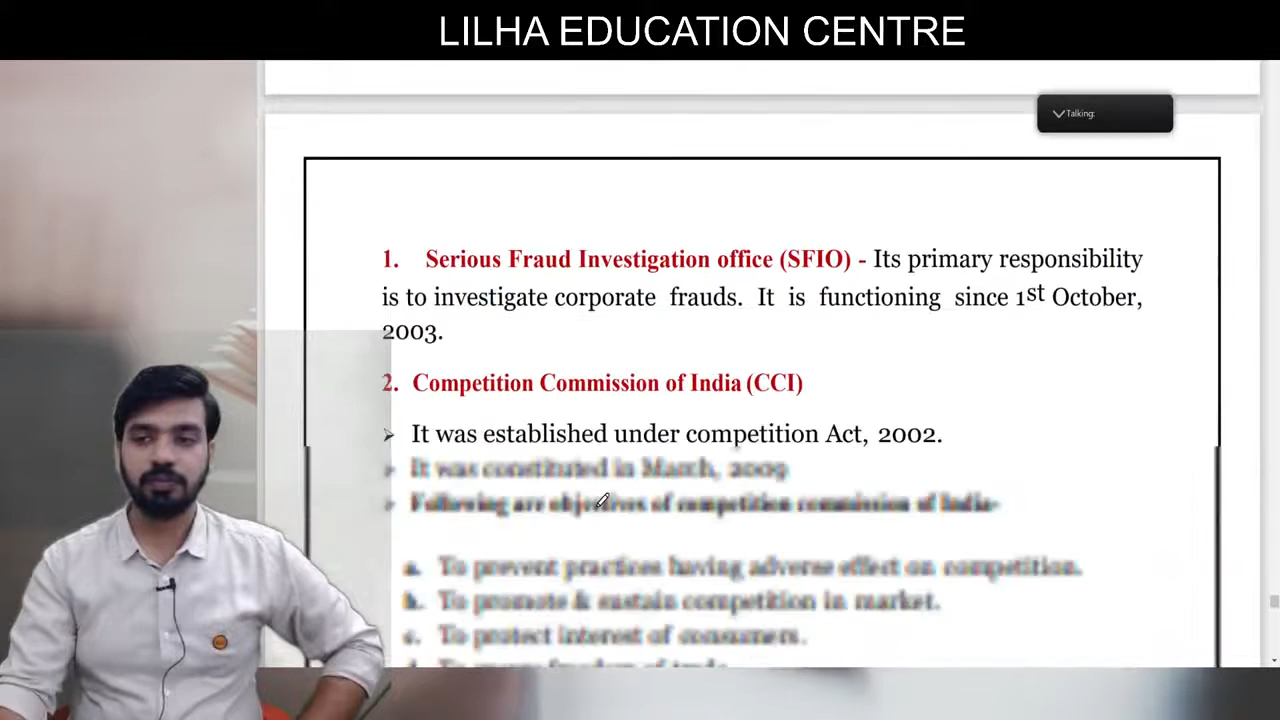 LILHA EDUCATION CENTRE
Talking:
1. Serious Fraud Investigation office (SFIO) - Its primary responsibility
is to investigate corporate frauds. It is functioning since 1st October,
2003.
2. Competition Commission of India (CCI)
➢ It was established under competition Act, 2002.
➢ It was constituted in March, 2009
➢ Following are objectives of competition commission of India-
a. To prevent practices having adverse effect on competition.
b. To promote & sustain competition in market.
c. To protect interest of consumers.